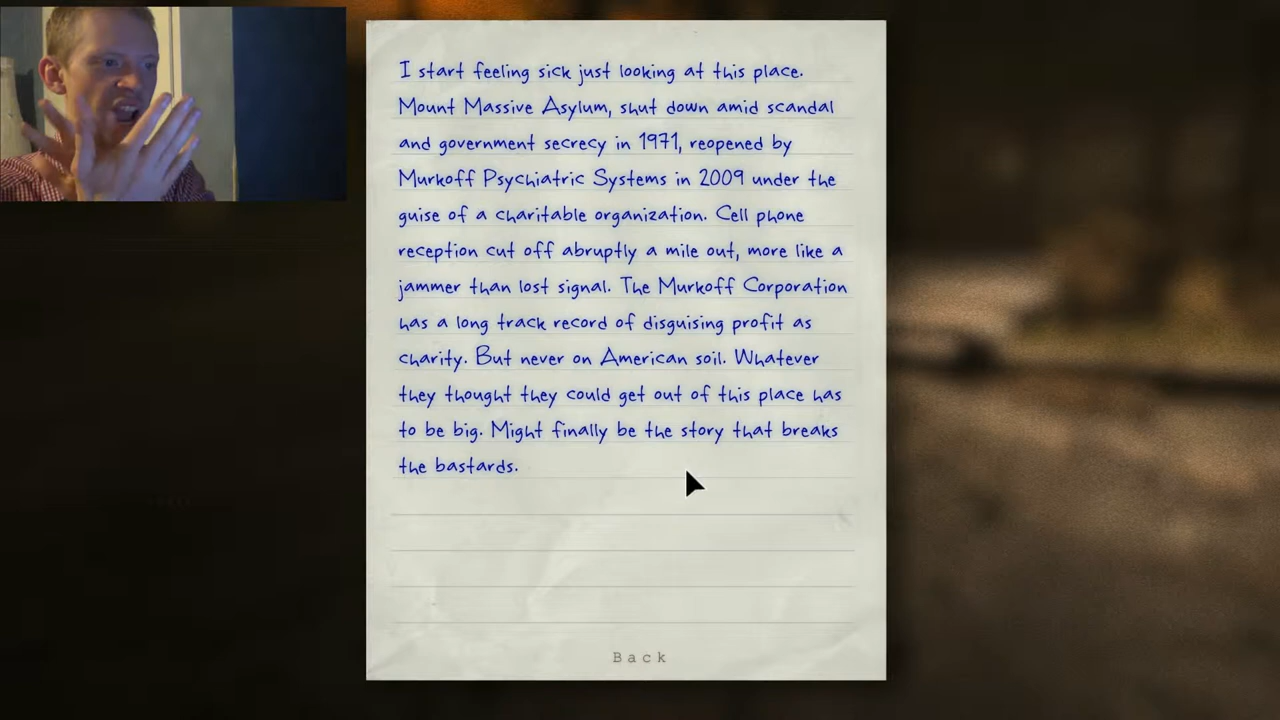 I start feeling sick just looking at this place.
Mount Massive Asylum, shut down amid scandal
and government secrecy in 1971, reopened by
Murkoff Psychiatric Systems in 2009 under the
guise of a charitable organization. Cell phone
reception cut off abruptly a mile out, more like a
jammer than lost signal. The Murkoff Corporation
has a long track record of disguising profit as
charity. But never on American soil. Whatever
they thought they could get out of this place has
to be big. Might finally be the story that breaks
the bastards.
Back